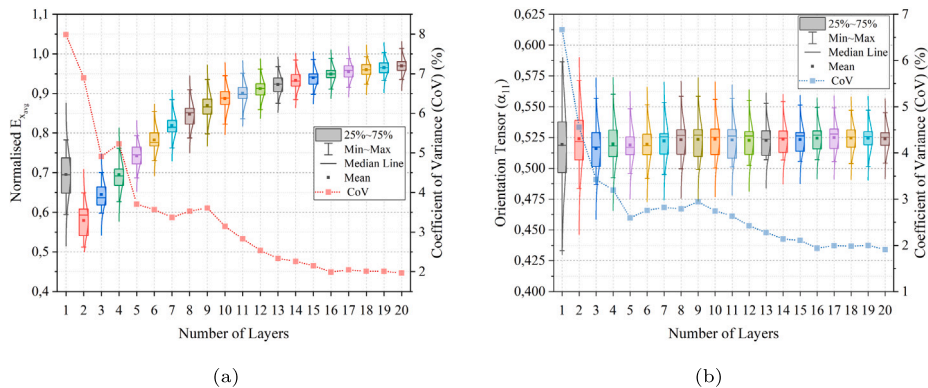 (a)
1,1
1,0
0,9
0,8
0,7
0,6
0,5
0,4
Normalised E
8
7
6
5
4
3
2
Coefficient of Variance (CoV) (%)
25%~75%
Min~Max
Median Line
Mean
CoV
1 2 3 4 5 6 7 8 9 10 11 12 13 14 15 16 17 18 19 20
Number of Layers
(b)
0,625
0,600
0,575
0,550
0,525
0,500
0,475
0,450
0,425
0,400
Orientation Tensor (α11)
7
6
5
4
3
2
1
Coefficient of Variance (CoV) (%)
25%~75%
Min~Max
Median Line
Mean
CoV
1 2 3 4 5 6 7 8 9 10 11 12 13 14 15 16 17 18 19 20
Number of Layers
(a)
(b)